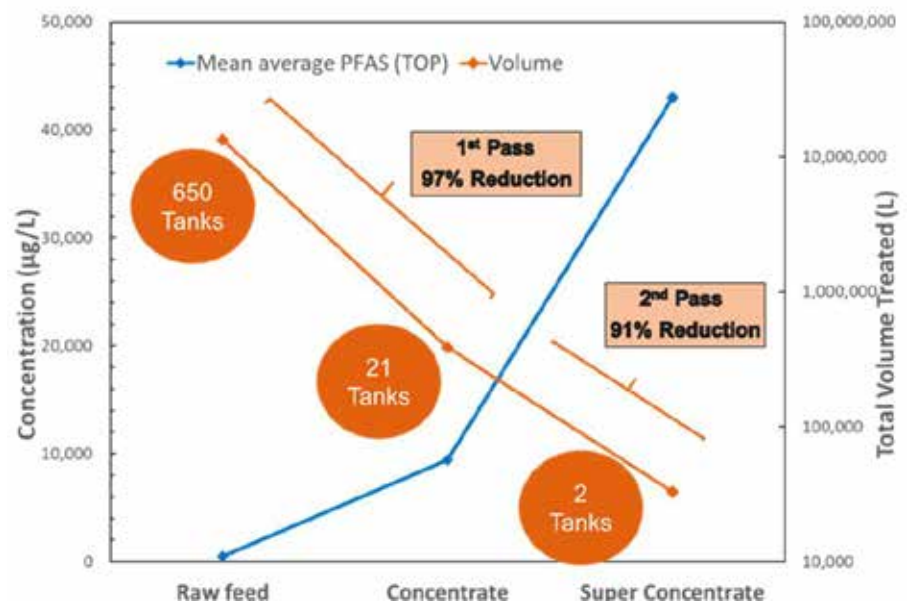 50,000
40,000
30,000
20,000
10,000
0
Concentration (µg/L)
Mean average PFAS (TOP)
Volume
1st Pass
97% Reduction
2nd Pass
91% Reduction
650
Tanks
21
Tanks
2
Tanks
100,000,000
10,000,000
1,000,000
100,000
10,000
Total Volume Treated (L)
Raw feed
Concentrate
Super Concentrate